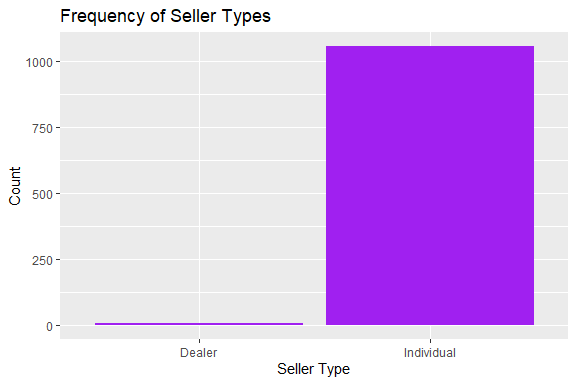 Frequency of Seller Types
Count
1000
750
500
250
0
Dealer Individual
Seller Type